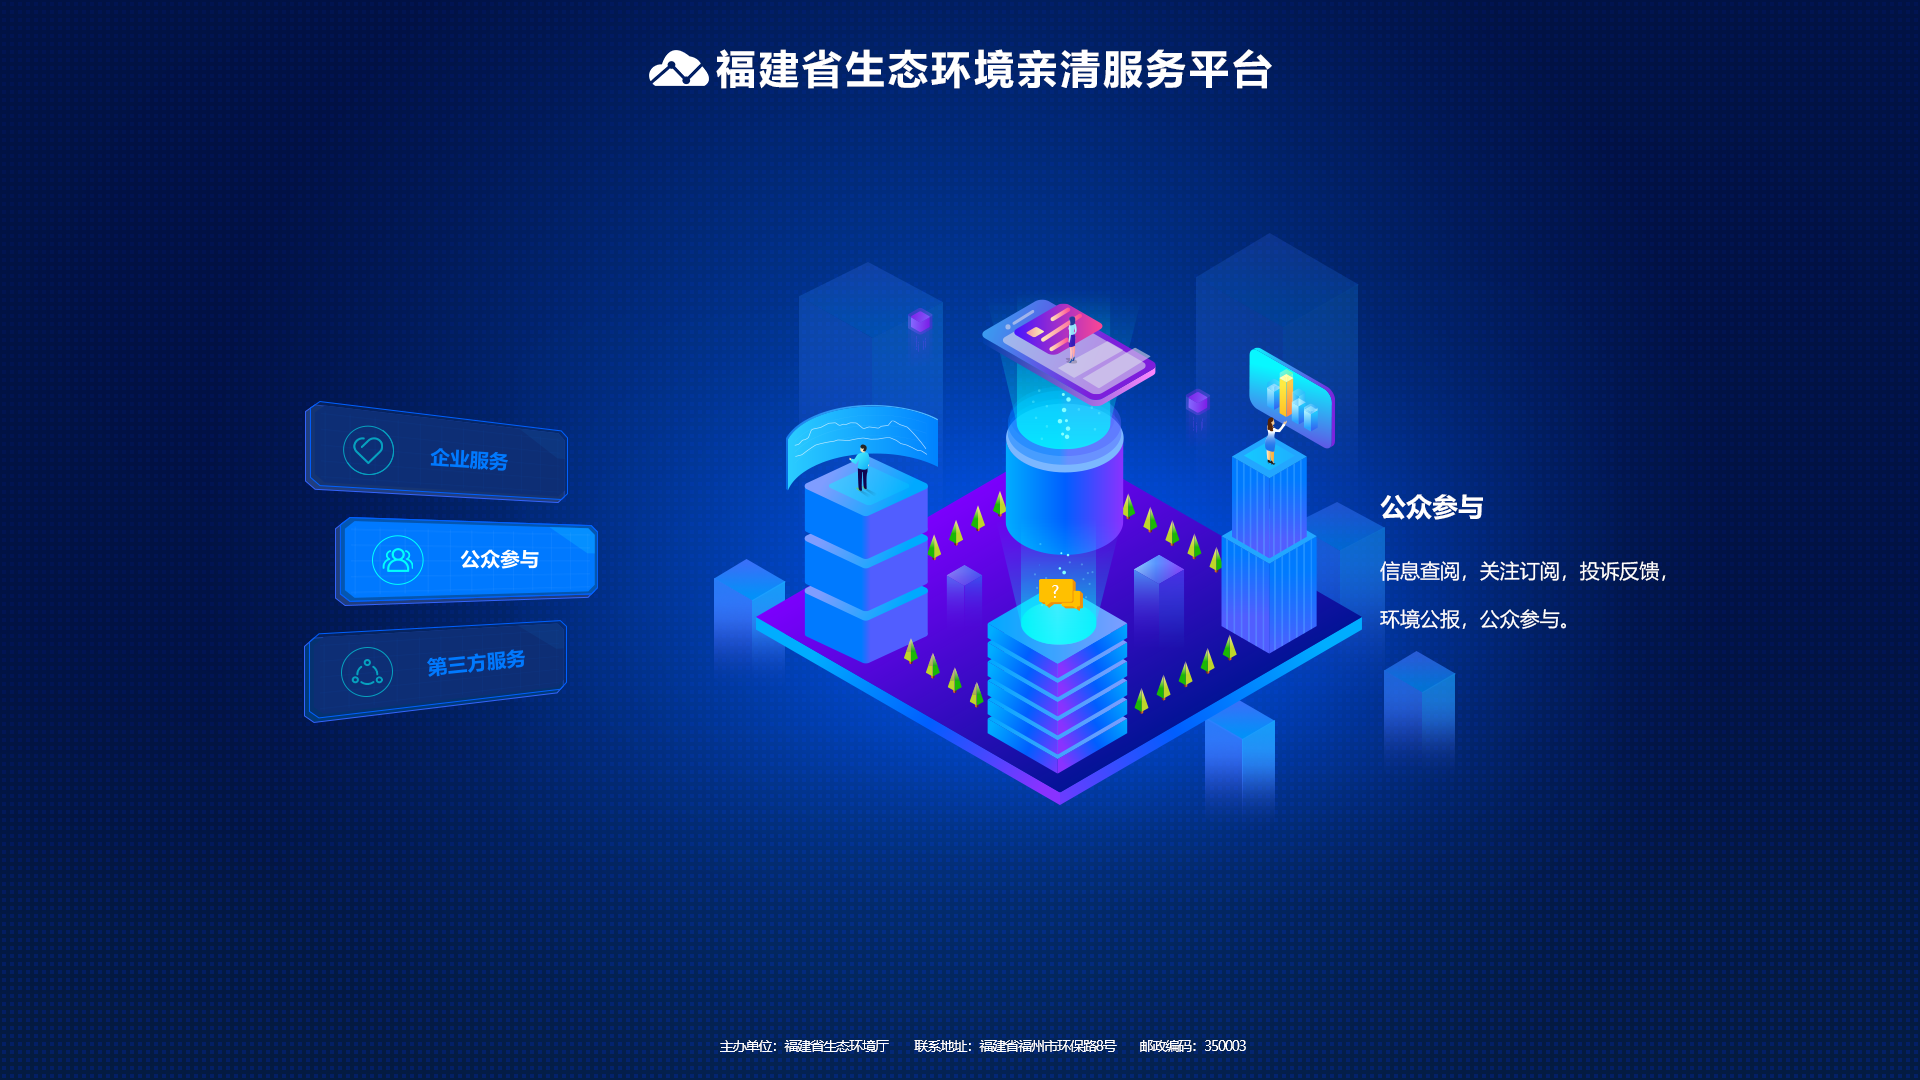 福建省生态环境亲清服务平台
企业服务
公众参与
第三方服务
?
公众参与
信息查阅，关注订阅，投诉反馈，
环境公报，公众参与。
主办单位：福建省生态环境厅 联系地址：福建省福州市环保路8号 邮政编码：350003